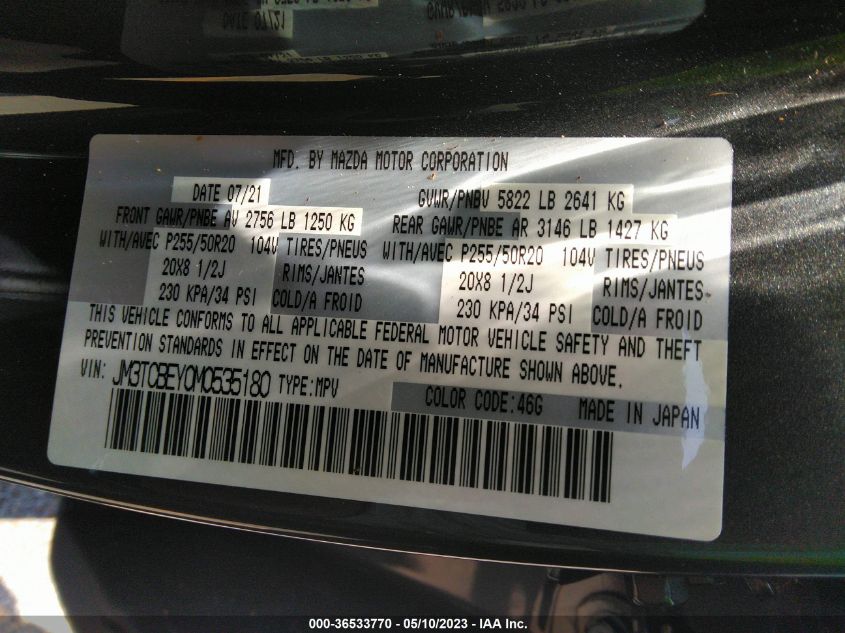 MFD. BY MAZDA MOTOR CORPORATION
DATE 07/21 GVWR/PNBV 5822 LB 2641 KG
FRONT GAWR/PNBE AV 2756 LB 1250 KG REAR GAWR/PNBE AR 3146 LB 1427 KG
WITH/AVEC P255/50R20 104V TIRES/PNEUS WITH/AVEC P255/50R20 104V TIRES/PNEUS
20X8 1/2J RIMS/JANTES 20X8 1/2J RIMS/JANTES
230 KPA/34 PSI COLD/A FROID 230 KPA/34 PSI COLD/A FROID
THIS VEHICLE CONFORMS TO ALL APPLICABLE FEDERAL MOTOR VEHICLE SAFETY AND THEFT
PREVENTION STANDARDS IN EFFECT ON THE DATE OF MANUFACTURE SHOWN ABOVE.
VIN: JM3TCBEY0M0535180 TYPE:MPV
COLOR CODE:46G MADE IN JAPAN
000-36533770 - 05/10/2023 - IAA Inc.